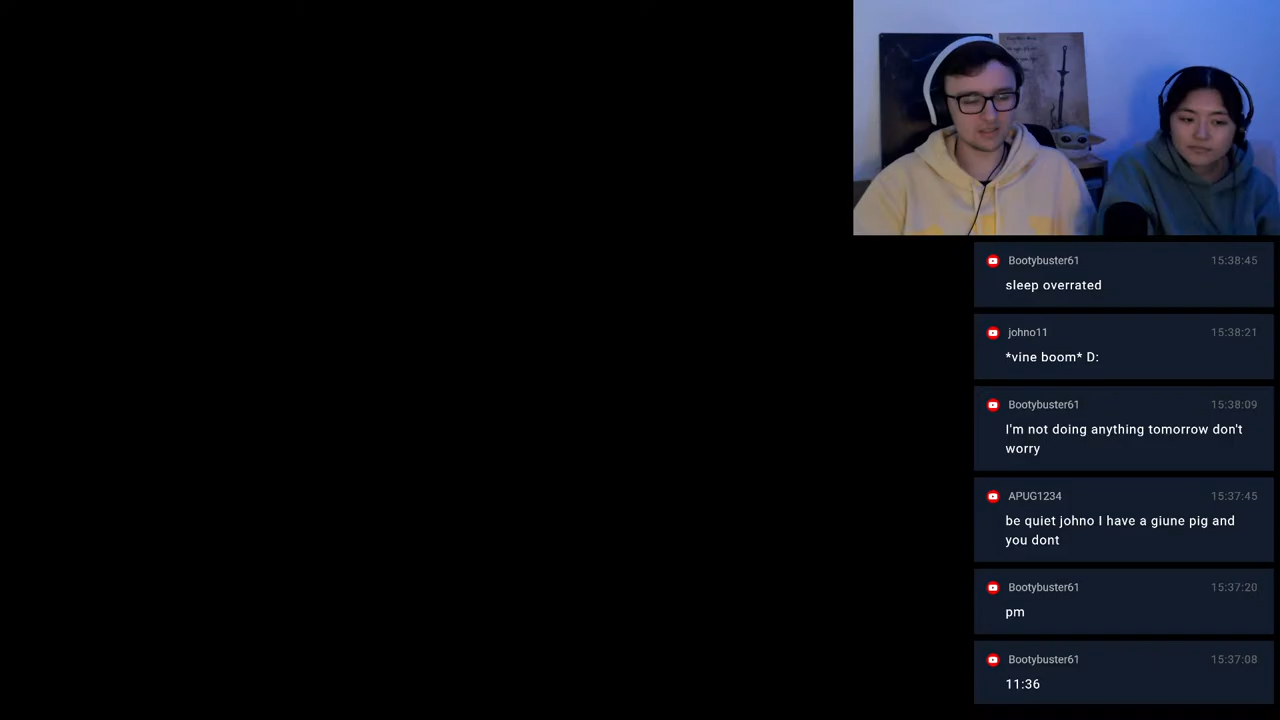 Bootybuster61
15:38:45
sleep overrated
johno11
15:38:21
*vine boom* D:
Bootybuster61
15:38:09
I'm not doing anything tomorrow don't
worry
APUG1234
15:37:45
be quiet johno I have a giune pig and
you dont
Bootybuster61
15:37:20
pm
Bootybuster61
15:37:08
11:36